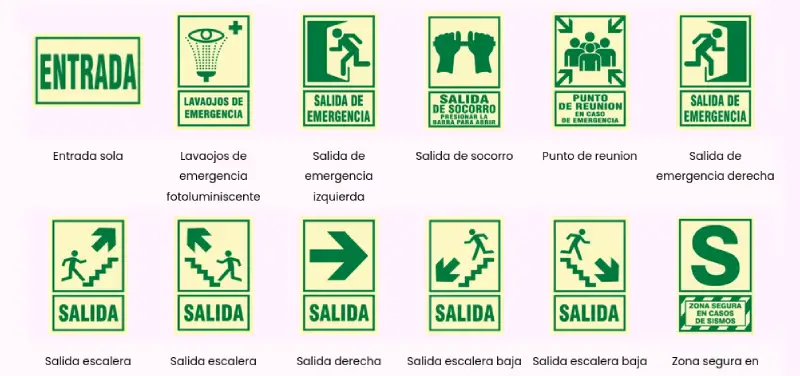 ENTRADA
LAVAOJOS DE
EMERGENCIA
SALIDA DE
EMERGENCIA
SALIDA
DE SOCORRO
PRESIONAR LA
BARRA PARA ABRIR
PUNTO
DE REUNION
EN CASO
DE EMERGENCIA
SALIDA DE
EMERGENCIA
Entrada sola
Lavaojos de
emergencia
fotoluminiscente
Salida de
emergencia
izquierda
Salida de socorro
Punto de reunion
Salida de
emergencia derecha
SALIDA
SALIDA
SALIDA
SALIDA
SALIDA
S
ZONA SEGURA
EN CASOS
DE SISMOS
Salida escalera
Salida escalera
Salida derecha
Salida escalera baja
Salida escalera baja
Zona segura en